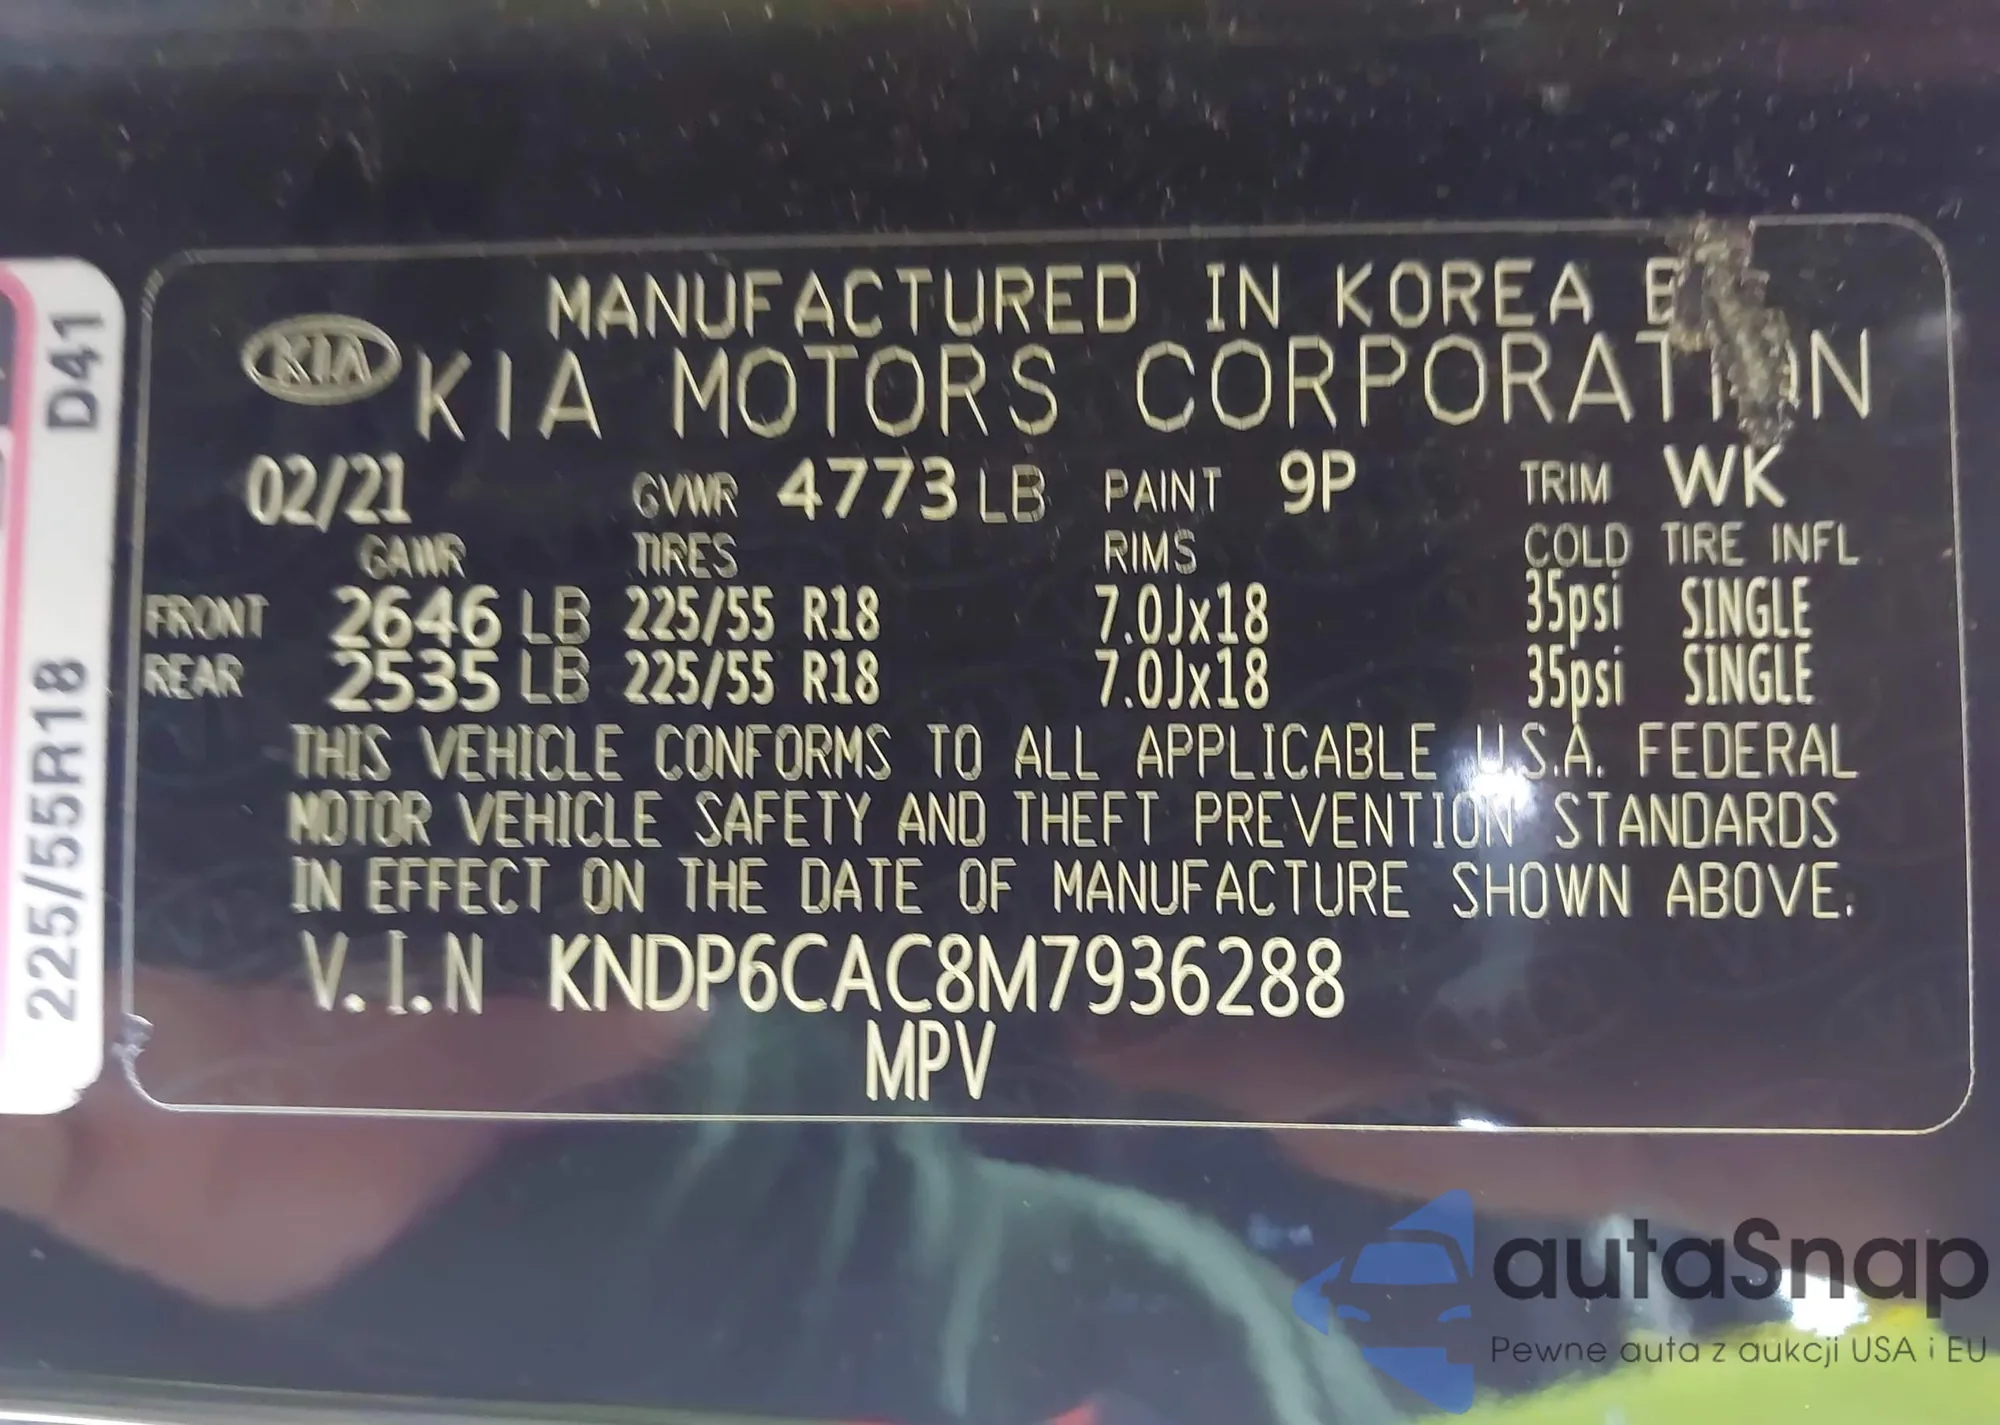 MANUFACTURED IN KOREA
KIA KIA MOTORS CORPORATION
02/21 GVWR 4773 LB PAINT 9P TRIM WK
GAWR TIRES RIMS COLD TIRE INFL
FRONT 2646 LB 225/55 R18 7.0Jx18 35psi SINGLE
REAR 2535 LB 225/55 R18 7.0Jx18 35psi SINGLE
THIS VEHICLE CONFORMS TO ALL APPLICABLE U.S.A. FEDERAL
MOTOR VEHICLE SAFETY AND THEFT PREVENTION STANDARDS
IN EFFECT ON THE DATE OF MANUFACTURE SHOWN ABOVE.
V.I.N KNDP6CAC8M7936288
MPV
225/55R18 D41
autaSnap
Pewne auta z aukcji USA i EU